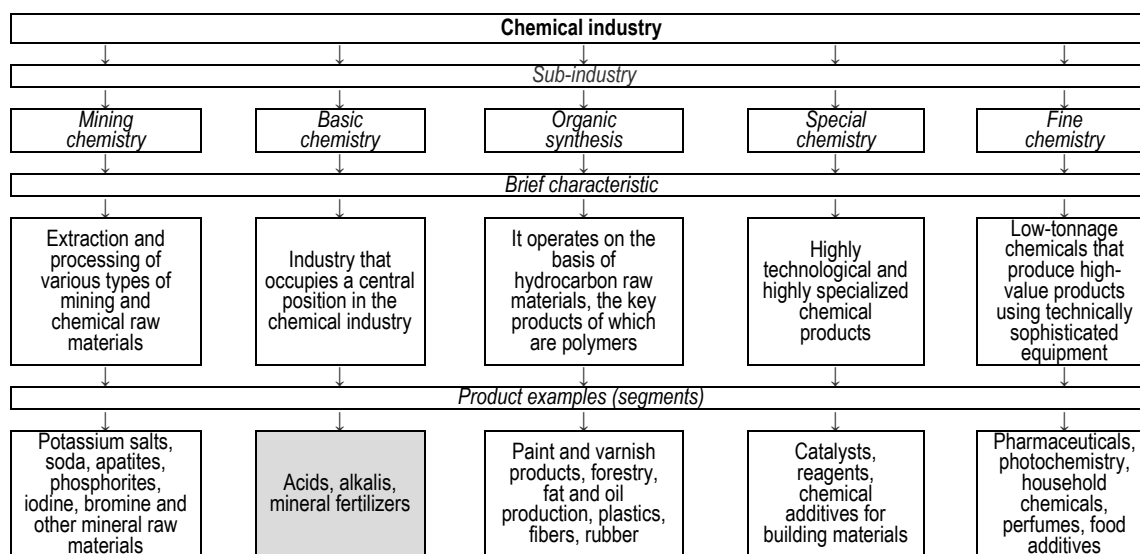 Chemical industry
↓ ↓ ↓ ↓ ↓
Sub-industry
↓ ↓ ↓ ↓ ↓
Mining
chemistry
Basic
chemistry
Organic
synthesis
Special
chemistry
Fine
chemistry
↓ ↓ ↓ ↓ ↓
Brief characteristic
↓ ↓ ↓ ↓ ↓
Extraction and
processing of
various types of
mining and
chemical raw
materials
Industry that
occupies a central
position in the
chemical industry
It operates on the
basis of
hydrocarbon raw
materials, the key
products of which
are polymers
Highly
technological and
highly specialized
chemical
products
Low-tonnage
chemicals that
produce high-
value products
using technically
sophisticated
equipment
↓ ↓ ↓ ↓ ↓
Product examples (segments)
↓ ↓ ↓ ↓ ↓
Potassium salts,
soda, apatites,
phosphorites,
iodine, bromine and
other mineral raw
materials
Acids, alkalis,
mineral fertilizers
Paint and varnish
products, forestry,
fat and oil
production, plastics,
fibers, rubber
Catalysts,
reagents,
chemical
additives for
building materials
Pharmaceuticals,
photochemistry,
household
chemicals,
perfumes, food
additives